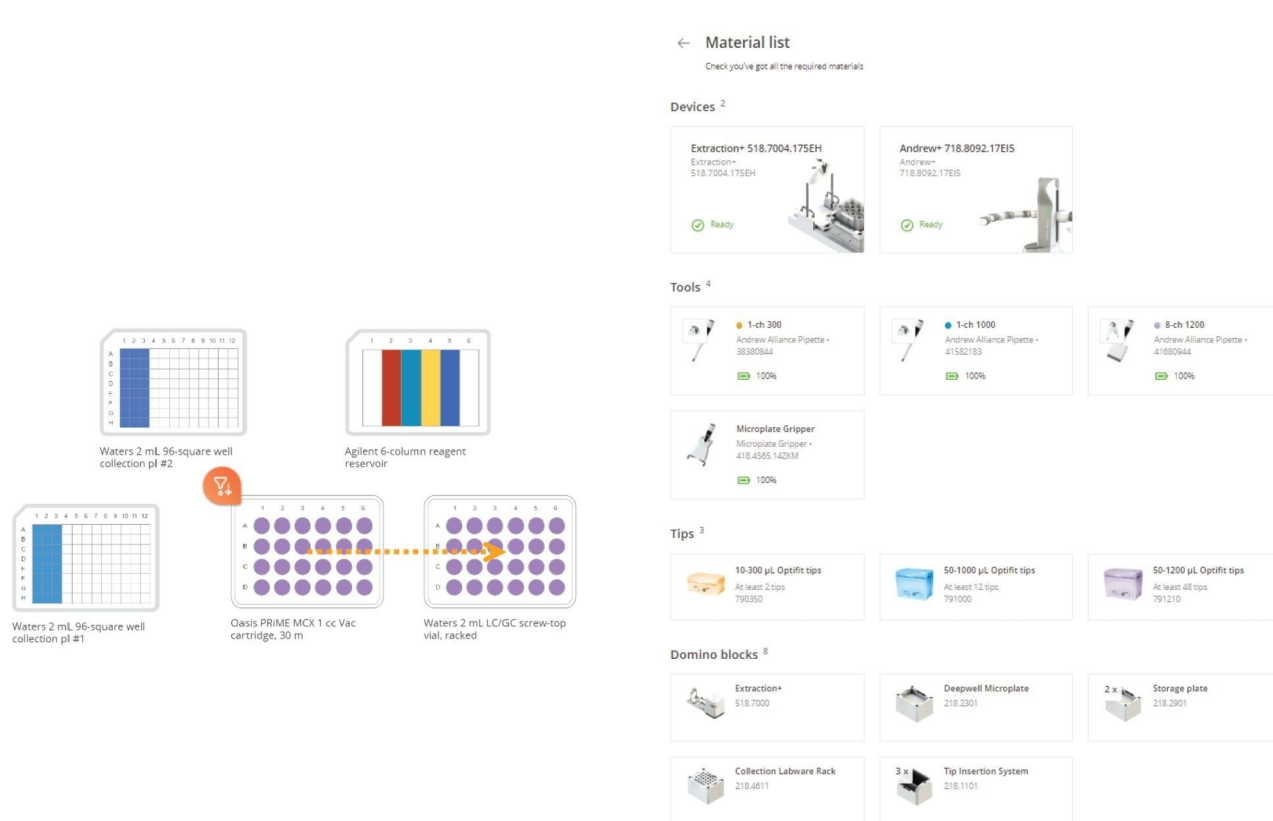 1 2 3 4 5 6 7 8 9 10 11 12
A
B
C
D
E
F
G
H
Waters 2 mL 96-square well
collection pl #2
1 2 3 4 5 6
Agilent 6-column reagent
reservoir
1 2 3 4 5 6 7 8 9 10 11 12
A
B
C
D
E
F
G
H
Waters 2 mL 96-square well
collection pl #1
1 2 3 4 5 6
A
B
C
D
Oasis PRiME MCX 1 cc Vac
cartridge, 30 m
1 2 3 4 5 6
A
B
C
D
Waters 2 mL LC/GC screw-top
vial, racked
← Material list
Check you've got all the required materials
Devices 2
Extraction+ 518.7004.175EH
Extraction+
518.7004.175EH
Ready
Andrew+ 718.8092.17EI5
Andrew+
718.8092.17EI5
Ready
Tools 4
1-ch 300
Andrew Alliance Pipette •
38380844
100%
1-ch 1000
Andrew Alliance Pipette •
41582183
100%
8-ch 1200
Andrew Alliance Pipette •
41680944
100%
Microplate Gripper
Microplate Gripper •
418.4565.14ZKM
100%
Tips 3
10-300 µL Optifit tips
At least 2 tips
790350
50-1000 µL Optifit tips
At least 12 tips
791000
50-1200 µL Optifit tips
At least 48 tips
791210
Domino blocks 8
Extraction+
518.7000
Deepwell Microplate
218.2301
2 x
Storage plate
218.2901
Collection Labware Rack
218.4611
3 x
Tip Insertion System
218.1101